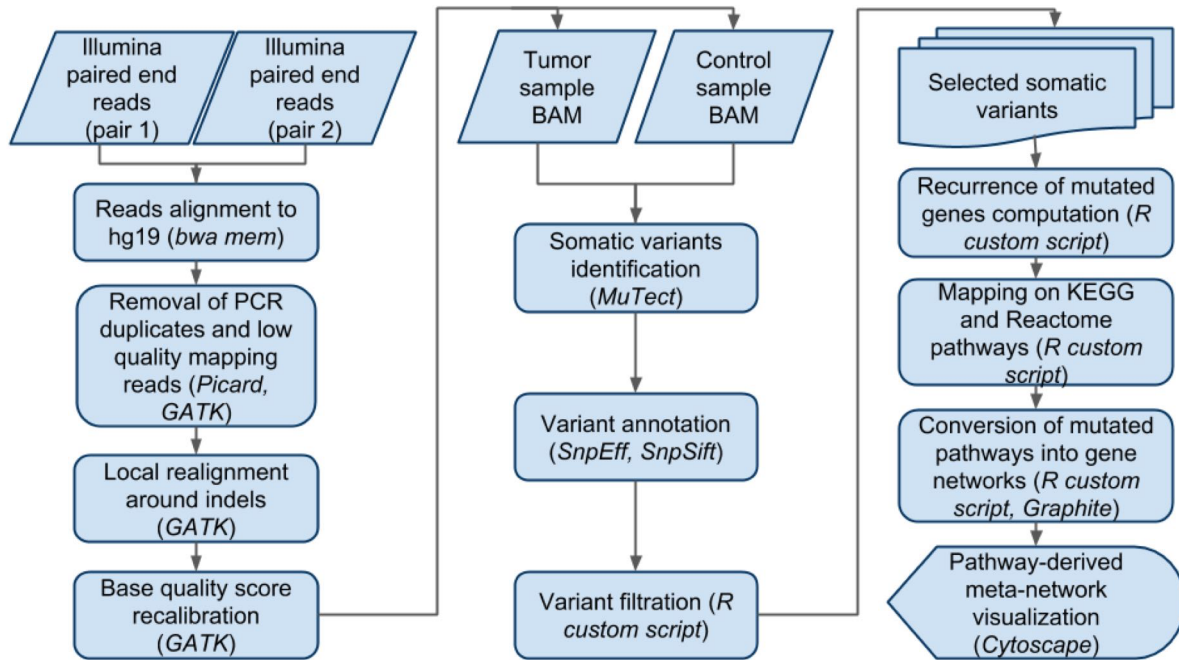 Illumina
paired end
reads
(pair 1)
Illumina
paired end
reads
(pair 2)
Reads alignment to
hg19 (bwa mem)
Removal of PCR
duplicates and low
quality mapping
reads (Picard,
GATK)
Local realignment
around indels
(GATK)
Base quality score
recalibration
(GATK)
Tumor
sample
BAM
Control
sample
BAM
Somatic variants
identification
(MuTect)
Variant annotation
(SnpEff, SnpSift)
Variant filtration (R
custom script)
Selected somatic
variants
Recurrence of mutated
genes computation (R
custom script)
Mapping on KEGG
and Reactome
pathways (R custom
script)
Conversion of mutated
pathways into gene
networks (R custom
script, Graphite)
Pathway-derived
meta-network
visualization
(Cytoscape)